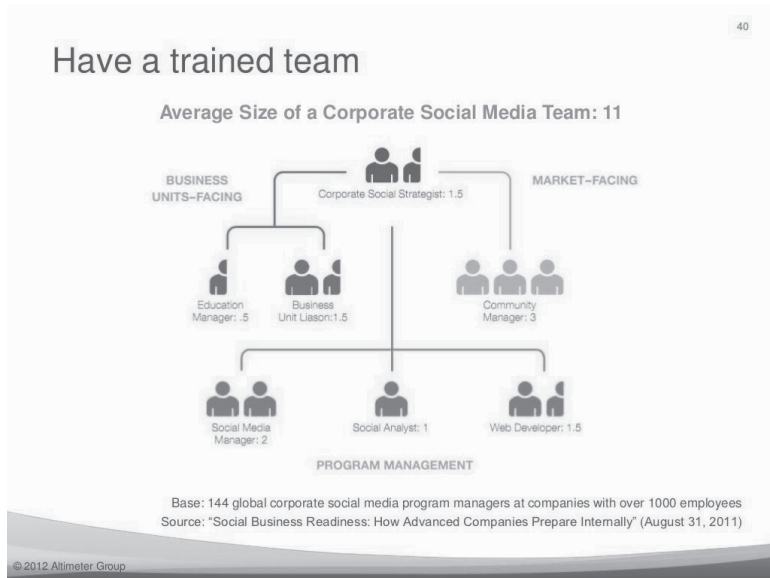 40
Have a trained team
Average Size of a Corporate Social Media Team: 11
BUSINESS
UNITS-FACING
MARKET-FACING
Corporate Social Strategist: 1.5
Education
Manager: .5
Business
Unit Liason:1.5
Community
Manager: 3
Social Media
Manager: 2
Social Analyst: 1
Web Developer: 1.5
PROGRAM MANAGEMENT
Base: 144 global corporate social media program managers at companies with over 1000 employees
Source: “Social Business Readiness: How Advanced Companies Prepare Internally” (August 31, 2011)
© 2012 Altimeter Group